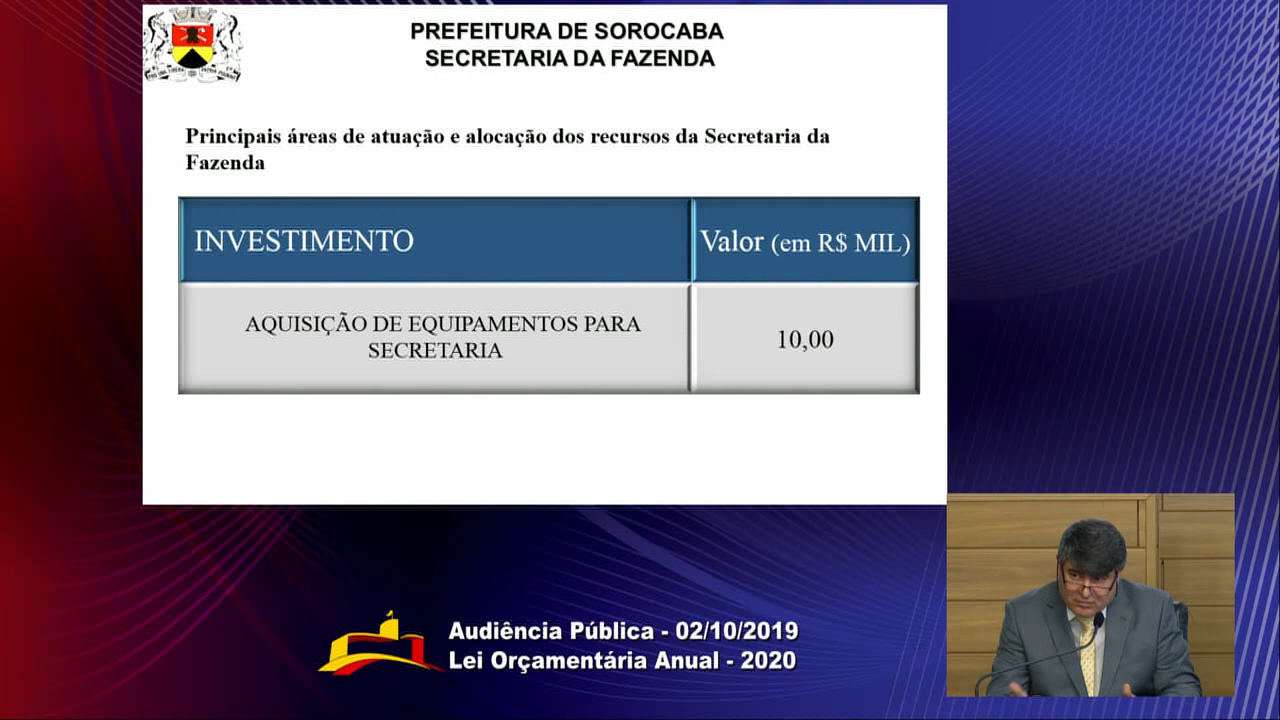 PREFEITURA DE SOROCABA
SECRETARIA DA FAZENDA
Principais áreas de atuação e alocação dos recursos da Secretaria da
Fazenda
INVESTIMENTO
Valor (em R$ MIL)
AQUISIÇÃO DE EQUIPAMENTOS PARA
SECRETARIA
10,00
Audiência Pública - 02/10/2019
Lei Orçamentária Anual - 2020